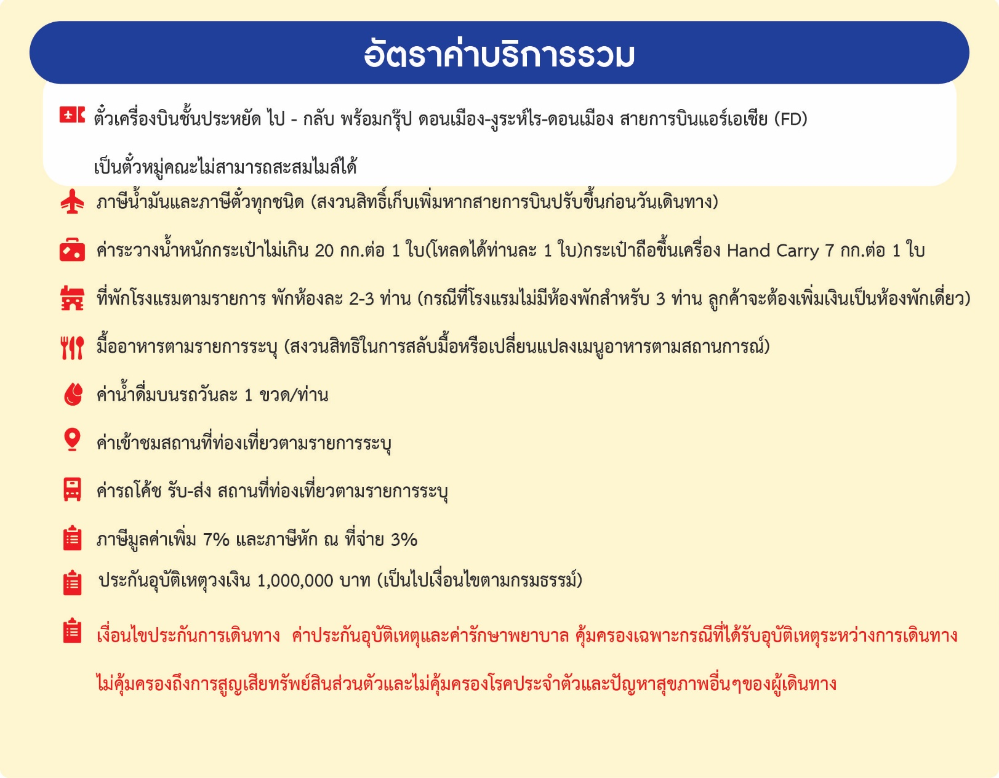 อัตราค่าบริการรวม
ตั๋วเครื่องบินชั้นประหยัด ไป - กลับ พร้อมกรุ๊ป ดอนเมือง-งูระห์ไร-ดอนเมือง สายการบินแอร์เอเชีย (FD)
เป็นตั๋วหมู่คณะไม่สามารถสะสมไมล์ได้
ภาษีน้ำมันและภาษีตั๋วทุกชนิด (สงวนสิทธิ์เก็บเพิ่มหากสายการบินปรับขึ้นก่อนวันเดินทาง)
ค่าระวางน้ำหนักกระเป๋าไม่เกิน 20 กก.ต่อ 1 ใบ(โหลดได้ท่านละ 1 ใบ)กระเป๋าถือขึ้นเครื่อง Hand Carry 7 กก.ต่อ 1 ใบ
ที่พักโรงแรมตามรายการ พักห้องละ 2-3 ท่าน (กรณีที่โรงแรมไม่มีห้องพักสำหรับ 3 ท่าน ลูกค้าจะต้องเพิ่มเงินเป็นห้องพักเดี่ยว)
มื้ออาหารตามรายการระบุ (สงวนสิทธิในการสลับมื้อหรือเปลี่ยนแปลงเมนูอาหารตามสถานการณ์)
ค่าน้ำดื่มบนรถวันละ 1 ขวด/ท่าน
ค่าเข้าชมสถานที่ท่องเที่ยวตามรายการระบุ
ค่ารถโค้ช รับ-ส่ง สถานที่ท่องเที่ยวตามรายการระบุ
ภาษีมูลค่าเพิ่ม 7% และภาษีหัก ณ ที่จ่าย 3%
ประกันอุบัติเหตุวงเงิน 1,000,000 บาท (เป็นไปเงื่อนไขตามกรมธรรม์)
เงื่อนไขประกันการเดินทาง ค่าประกันอุบัติเหตุและค่ารักษาพยาบาล คุ้มครองเฉพาะกรณีที่ได้รับอุบัติเหตุระหว่างการเดินทาง
ไม่คุ้มครองถึงการสูญเสียทรัพย์สินส่วนตัวและไม่คุ้มครองโรคประจำตัวและปัญหาสุขภาพอื่นๆของผู้เดินทาง